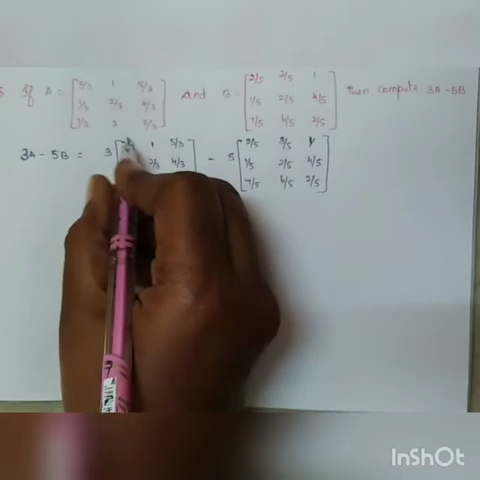 5 If A = [2/3 1 5/3 and B = [2/5 3/5 1 then compute 3A - 5B
1/3 2/3 4/3 1/5 2/5 4/5
7/3 2 2/3] 7/5 6/5 2/5]
3A - 5B = 3 [ 1 5/3 - 5 [2/5 3/5 1
2/3 4/3 ] 1/5 2/5 4/5
7/5 6/5 2/5]
InShOt